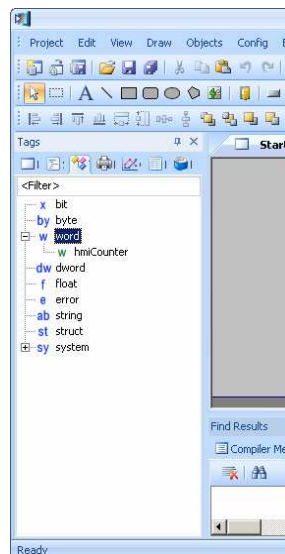 Project Edit View Draw Objects Config
Tags
Start
<Filter>
x bit
by byte
w word
w hmiCounter
dw dword
f float
e error
ab string
st struct
sy system
Find Results
Compiler Me
Ready